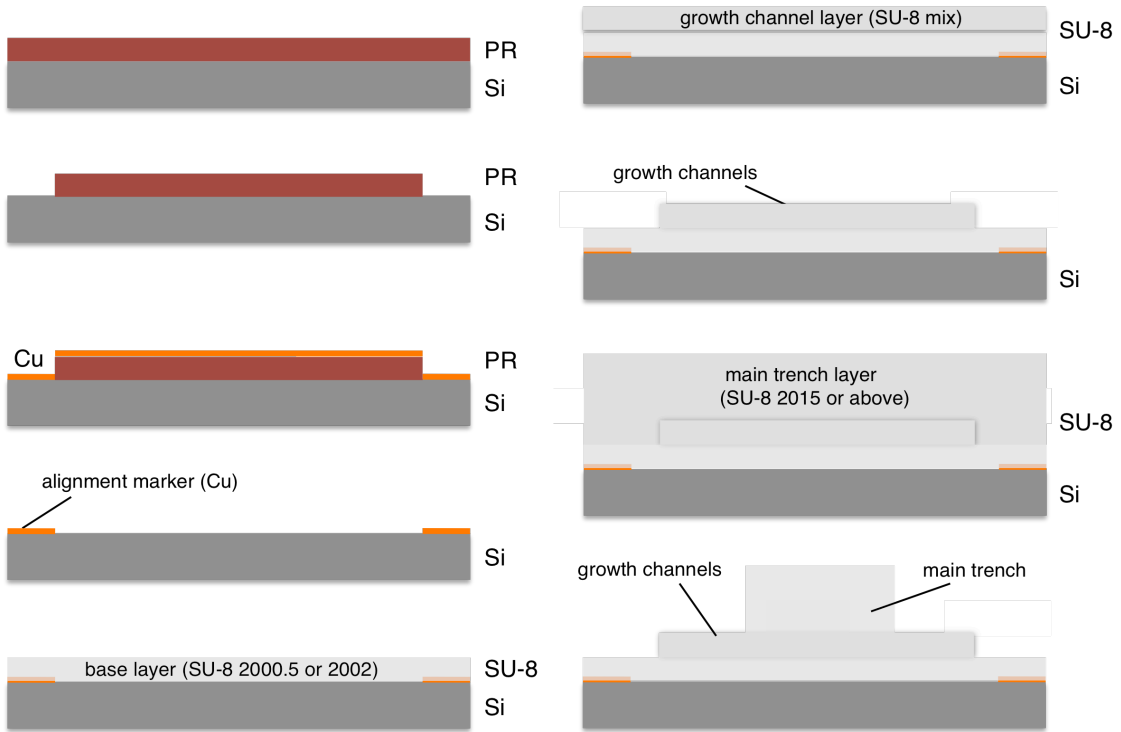 PR
Si
PR
Si
Cu
PR
Si
alignment marker (Cu)
Si
base layer (SU-8 2000.5 or 2002)
SU-8
Si
growth channel layer (SU-8 mix)
SU-8
Si
growth channels
Si
main trench layer
(SU-8 2015 or above)
SU-8
Si
growth channels
main trench